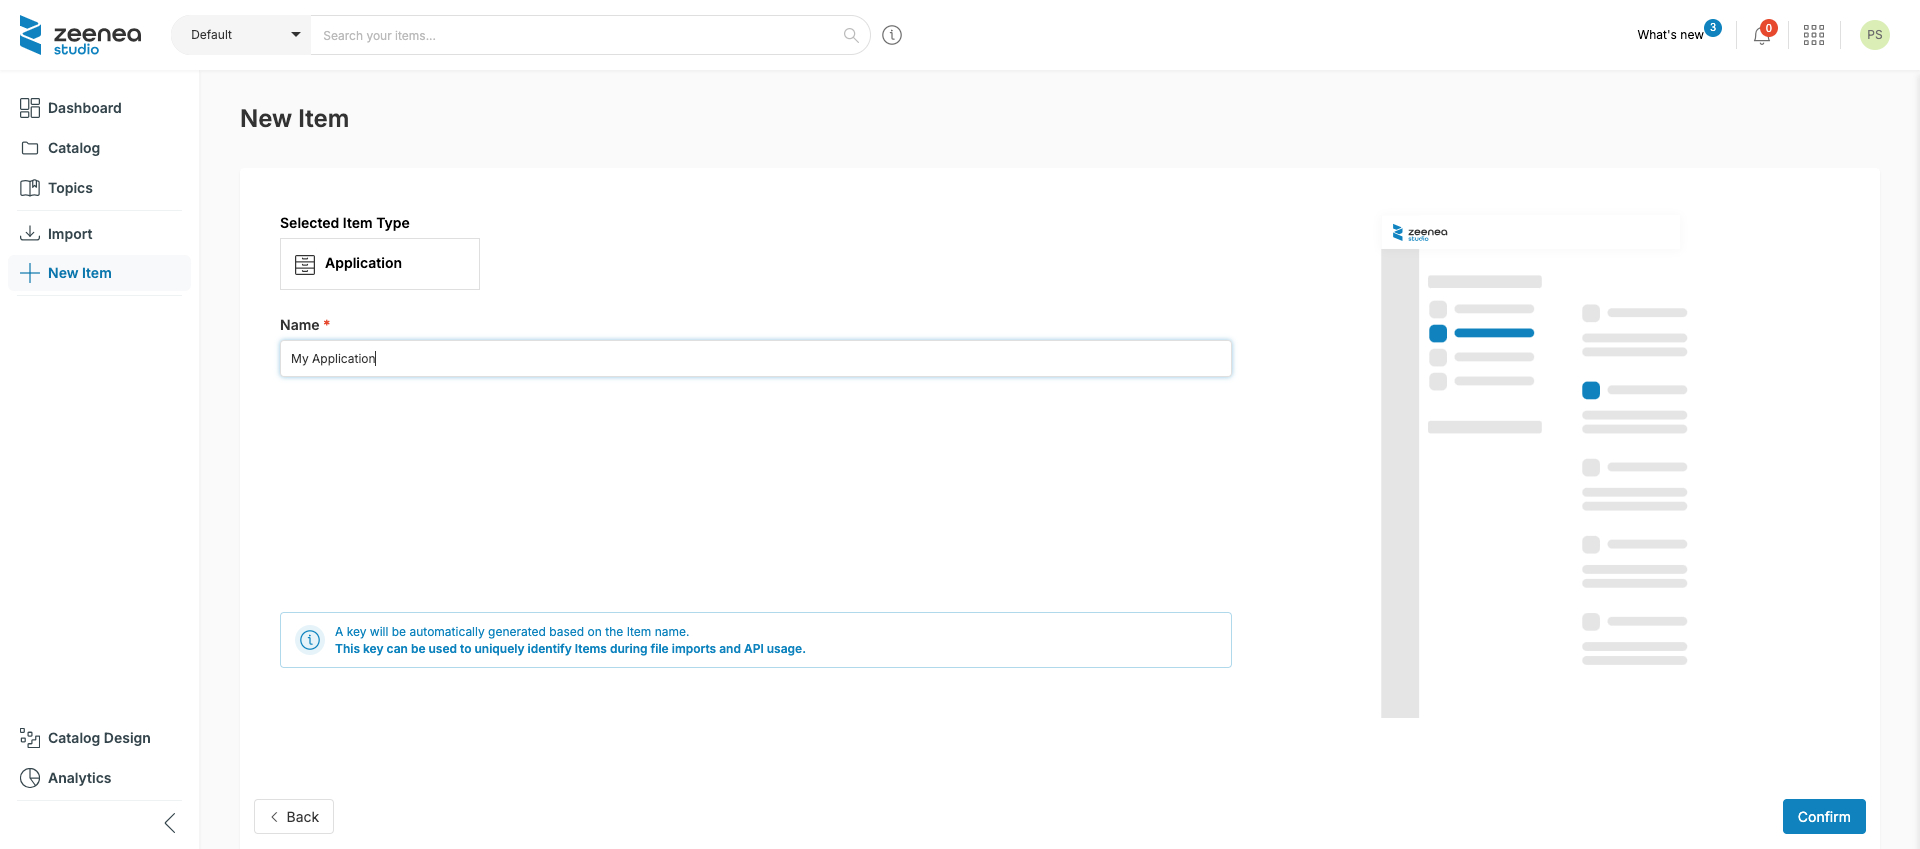 zeenea
studio
Default
Search your items...
What's new
3
0
PS
Dashboard
Catalog
Topics
Import
New Item
Catalog Design
Analytics
New Item
Selected Item Type
Application
Name *
My Application
A key will be automatically generated based on the Item name.
This key can be used to uniquely identify Items during file imports and API usage.
zeenea
studio
Back
Confirm